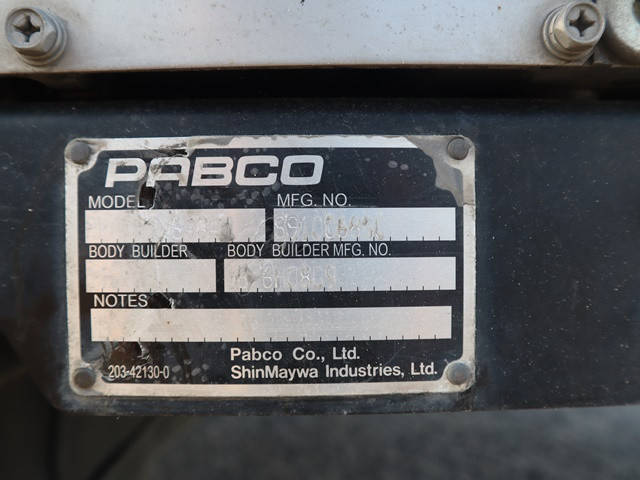 PABCO
MODEL MFG. NO.
BODY BUILDER BODY BUILDER MFG. NO.
NOTES
Pabco Co., Ltd.
203-42130-0 ShinMaywa Industries, Ltd.